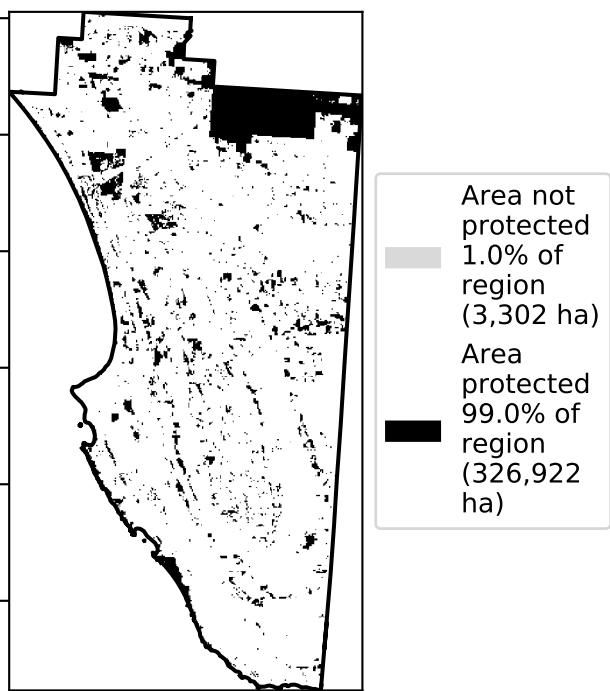 Area not
protected
1.0% of
region
(3,302 ha)
Area
protected
99.0% of
region
(326,922
ha)